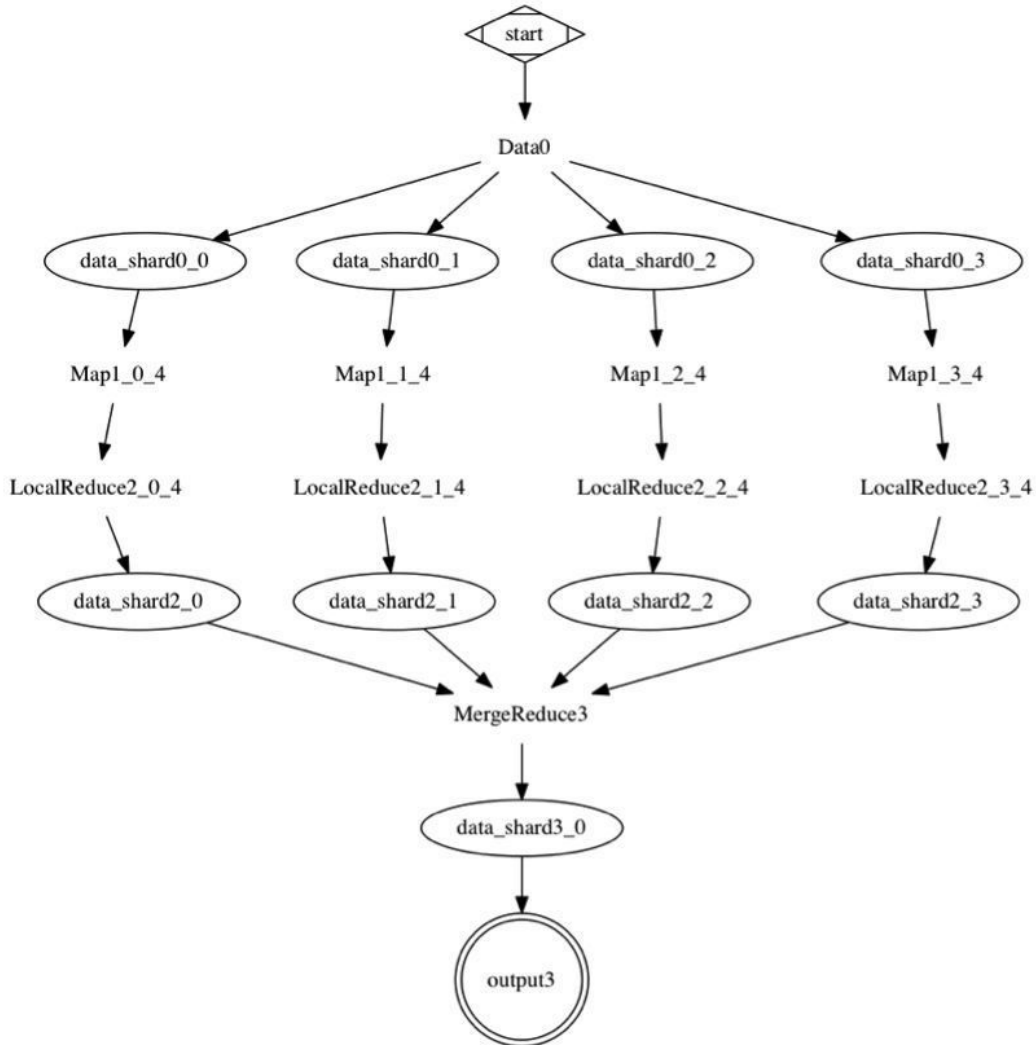 start
Data0
data_shard0_0 data_shard0_1 data_shard0_2 data_shard0_3
Map1_0_4 Map1_1_4 Map1_2_4 Map1_3_4
LocalReduce2_0_4 LocalReduce2_1_4 LocalReduce2_2_4 LocalReduce2_3_4
data_shard2_0 data_shard2_1 data_shard2_2 data_shard2_3
MergeReduce3
data_shard3_0
output3